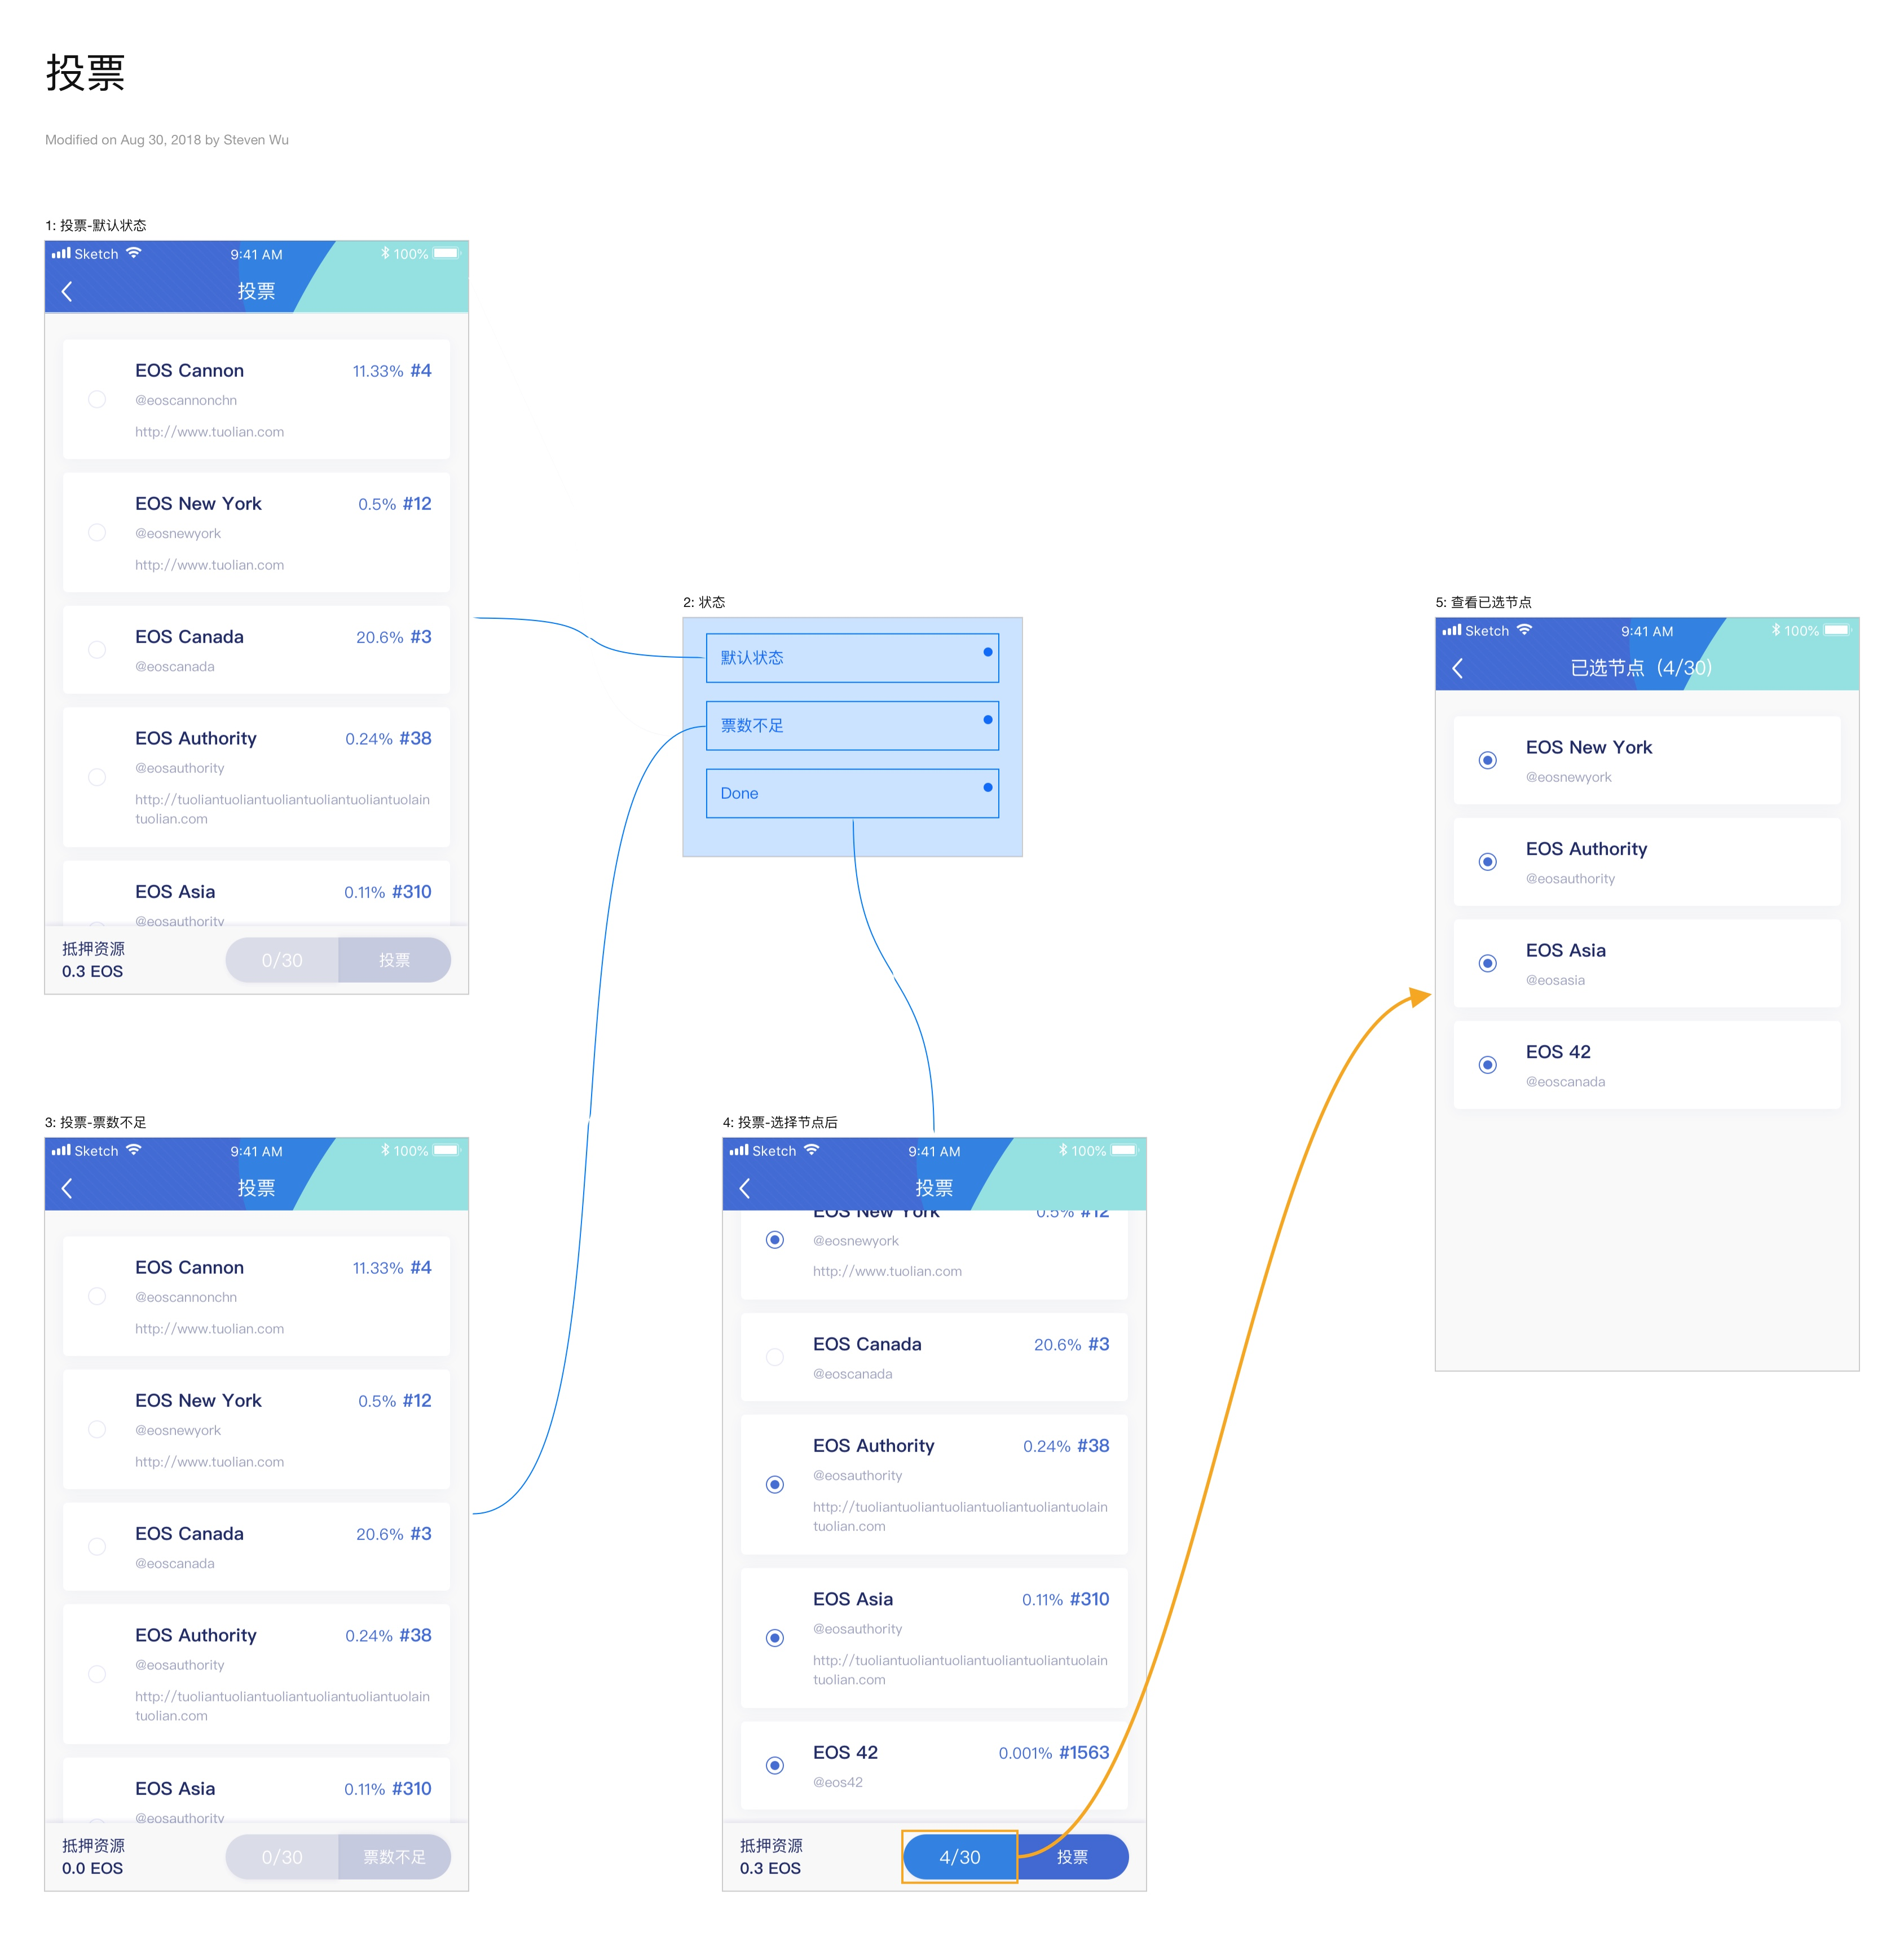 投票
Modified on Aug 30, 2018 by Steven Wu
1: 投票-默认状态
Sketch 9:41 AM 100%
投票
EOS Cannon 11.33% #4
@eoscannonchn
http://www.tuolian.com
EOS New York 0.5% #12
@eosnewyork
http://www.tuolian.com
EOS Canada 20.6% #3
@eoscanada
EOS Authority 0.24% #38
@eosauthority
http://tuoliantuoliantuoliantuoliantuoliantuolain
tuolian.com
EOS Asia 0.11% #310
@eosauthority
抵押资源
0.3 EOS
0/30 投票
2: 状态
默认状态
票数不足
Done
3: 投票-票数不足
Sketch 9:41 AM 100%
投票
EOS Cannon 11.33% #4
@eoscannonchn
http://www.tuolian.com
EOS New York 0.5% #12
@eosnewyork
http://www.tuolian.com
EOS Canada 20.6% #3
@eoscanada
EOS Authority 0.24% #38
@eosauthority
http://tuoliantuoliantuoliantuoliantuoliantuolain
tuolian.com
EOS Asia 0.11% #310
@eosauthority
抵押资源
0.0 EOS
0/30 票数不足
4: 投票-选择节点后
Sketch 9:41 AM 100%
投票
EOS New York 0.5% #12
@eosnewyork
http://www.tuolian.com
EOS Canada 20.6% #3
@eoscanada
EOS Authority 0.24% #38
@eosauthority
http://tuoliantuoliantuoliantuoliantuoliantuolain
tuolian.com
EOS Asia 0.11% #310
@eosauthority
http://tuoliantuoliantuoliantuoliantuoliantuolain
tuolian.com
EOS 42 0.001% #1563
@eos42
抵押资源
0.3 EOS
4/30 投票
5: 查看已选节点
Sketch 9:41 AM 100%
已选节点（4/30）
EOS New York
@eosnewyork
EOS Authority
@eosauthority
EOS Asia
@eosasia
EOS 42
@eoscanada